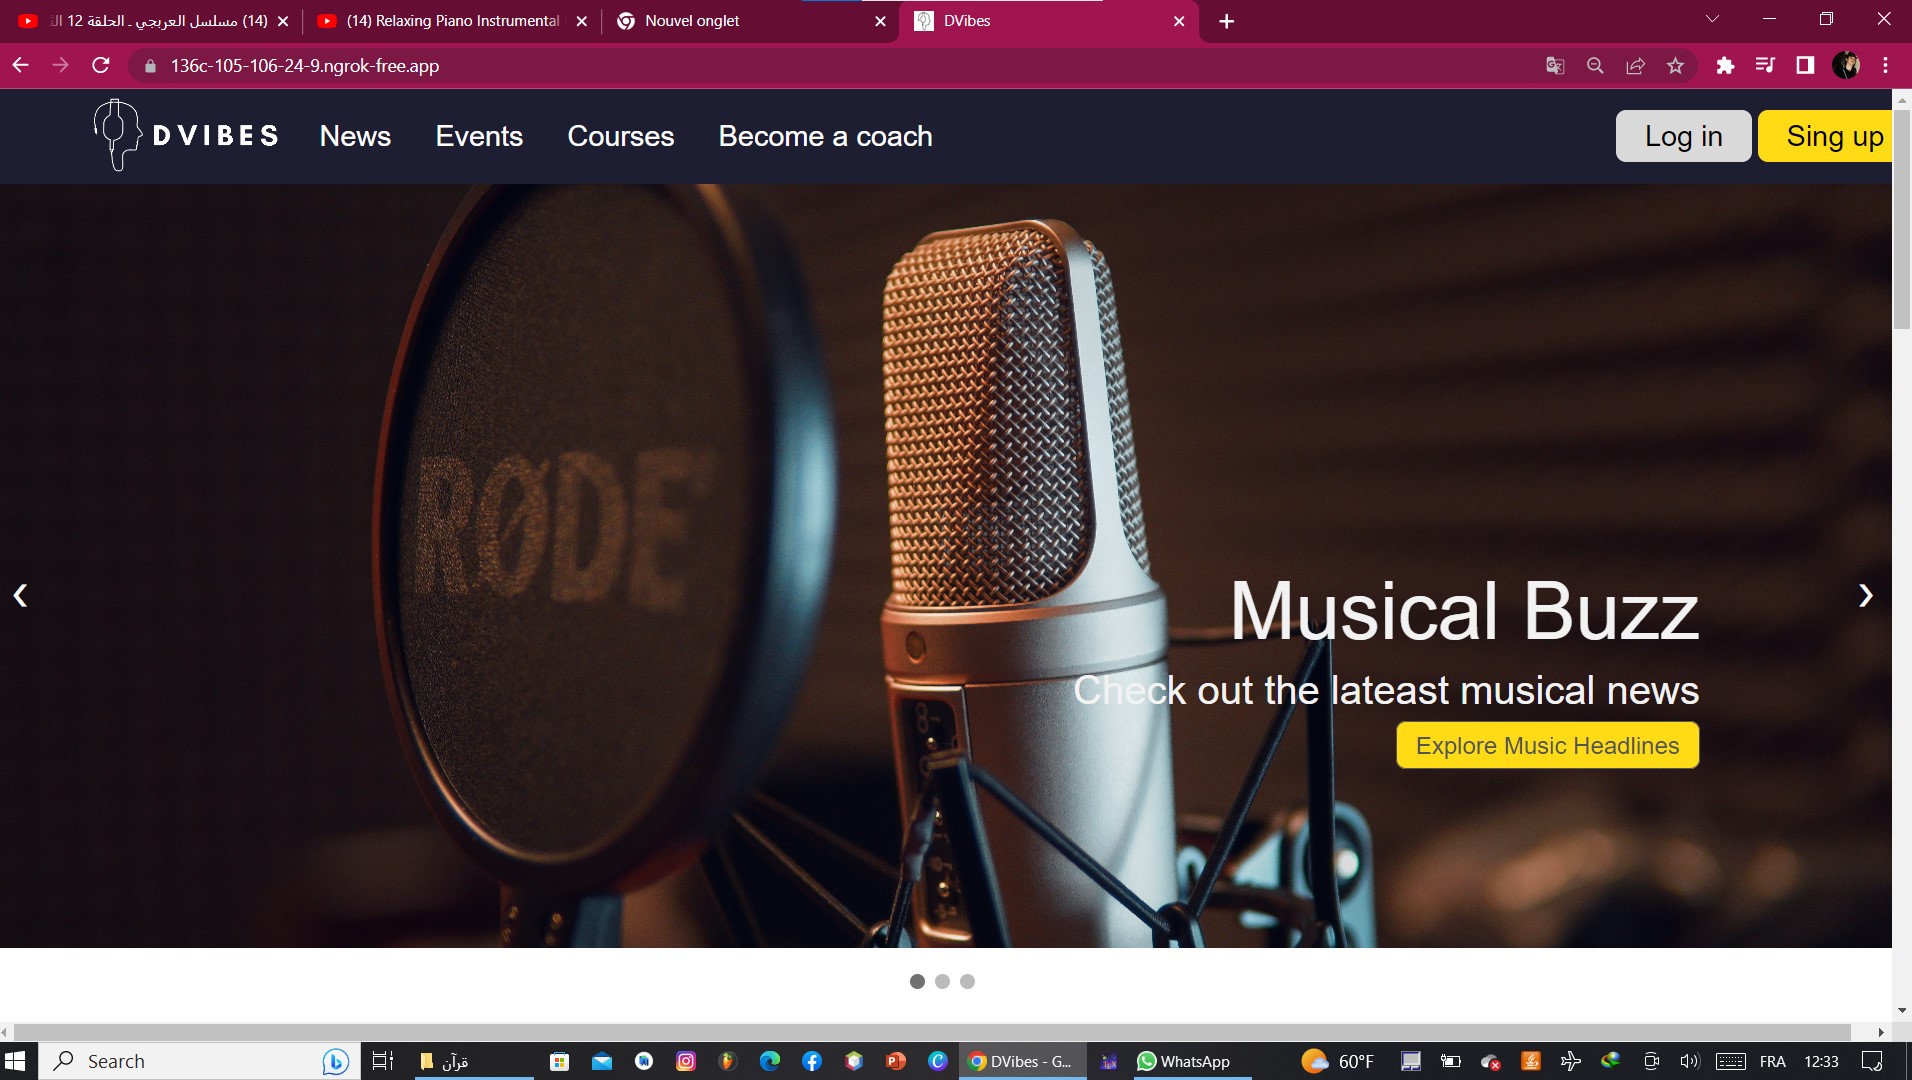 (14) مسلسل العربجي ـ الحلقة 12 الث
(14) Relaxing Piano Instrumental
Nouvel onglet
DVibes
136c-105-106-24-9.ngrok-free.app
DVIBES
News
Events
Courses
Become a coach
Log in
Sing up
RØDE
Musical Buzz
Check out the lateast musical news
Explore Music Headlines
Search
قرآن
DVibes - G...
WhatsApp
60°F
FRA
12:33